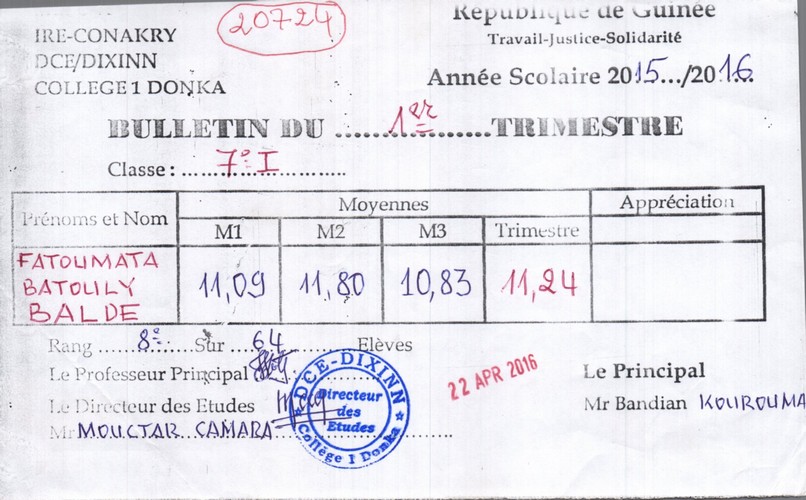 20724
IRE-CONAKRY
DCE/DIXINN
COLLEGE 1 DONKA
République de Guinée
Travail-Justice-Solidarité
Année Scolaire 2015.../2016...
BULLETIN DU ......1er.........TRIMESTRE
Classe : ......7e I..............
Prénoms et Nom
Moyennes
Appréciation
M1 M2 M3 Trimestre
FATOUMATA
BATOULLY
BALDE
11,09 11,80 10,83 11,24
Rang ......8e......Sur ...64............ Elèves
Le Professeur Principal
Le Directeur des Etudes
Mr MOUCTAR CAMARA
DCE-DIXINN
Directeur
des
Etudes
Collège 1 Donka
22 APR 2016
Le Principal
Mr Bandian KOUROUMA